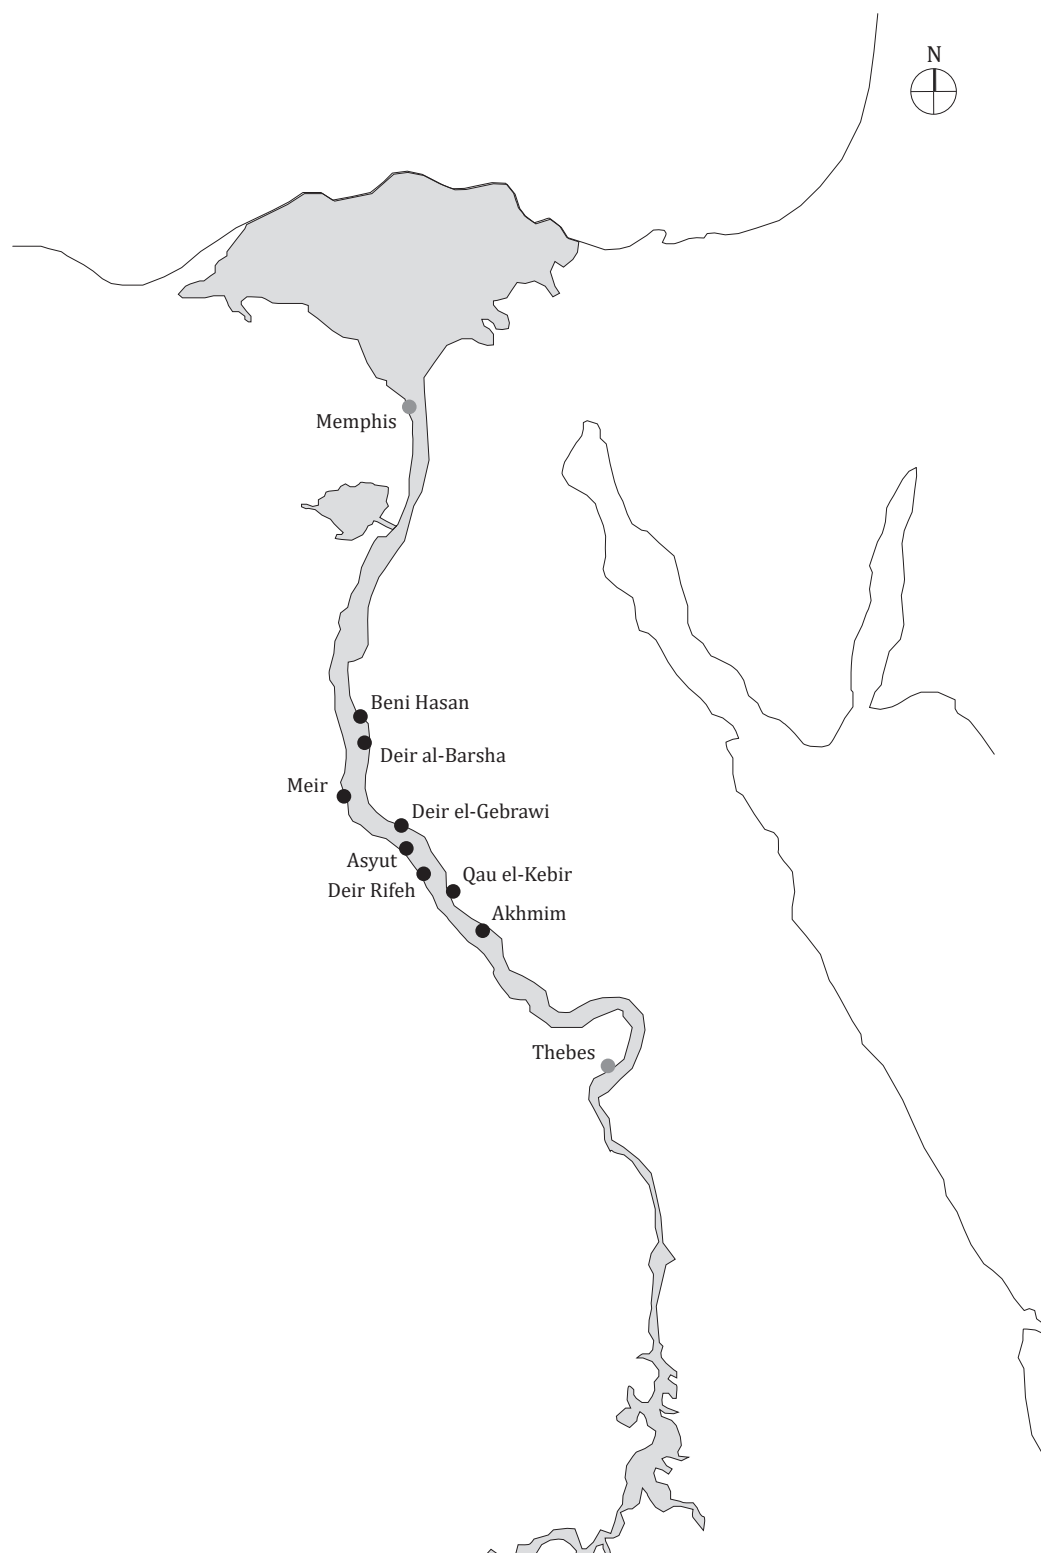 N
Memphis
Beni Hasan
Deir al-Barsha
Meir
Deir el-Gebrawi
Asyut
Qau el-Kebir
Deir Rifeh
Akhmim
Thebes